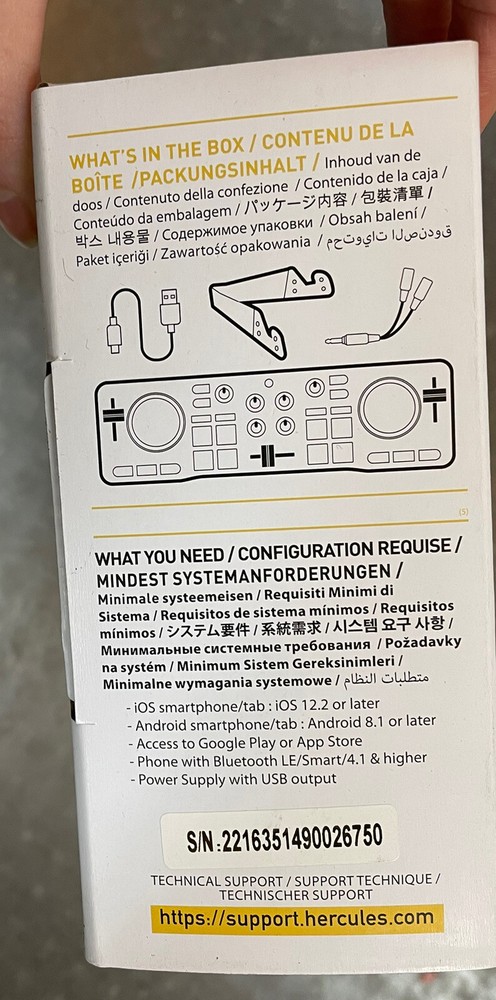 WHAT'S IN THE BOX / CONTENU DE LA
BOÎTE /PACKUNGSINHALT / Inhoud van de
doos / Contenuto della confezione / Contenido de la caja /
Conteúdo da embalagem / パッケージ内容 / 包裝清單 /
박스 내용물 / Содержимое упаковки / Obsah balení /
Paket içeriği / Zawartość opakowania / قودنصلا تايوتحم
(5)
WHAT YOU NEED / CONFIGURATION REQUISE /
MINDEST SYSTEMANFORDERUNGEN /
Minimale systeemeisen / Requisiti Minimi di
Sistema / Requisitos de sistema mínimos / Requisitos
mínimos / システム要件 / 系統需求 / 시스템 요구 사항 /
Минимальные системные требования / Požadavky
na systém / Minimum Sistem Gereksinimleri /
Minimalne wymagania systemowe / متطلبات النظام
- iOS smartphone/tab : iOS 12.2 or later
- Android smartphone/tab : Android 8.1 or later
- Access to Google Play or App Store
- Phone with Bluetooth LE/Smart/4.1 & higher
- Power Supply with USB output
S/N:2216351490026750
TECHNICAL SUPPORT / SUPPORT TECHNIQUE /
TECHNISCHER SUPPORT
https://support.hercules.com